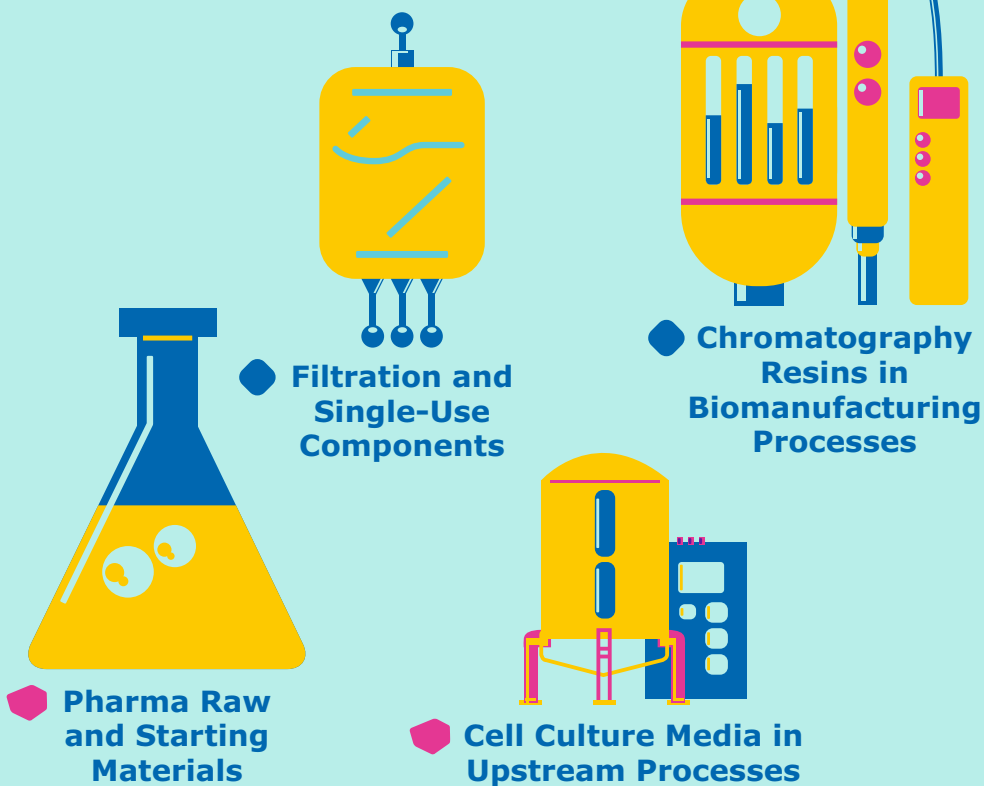 Filtration and
Single-Use
Components
Chromatography
Resins in
Biomanufacturing
Processes
Pharma Raw
and Starting
Materials
Cell Culture Media in
Upstream Processes